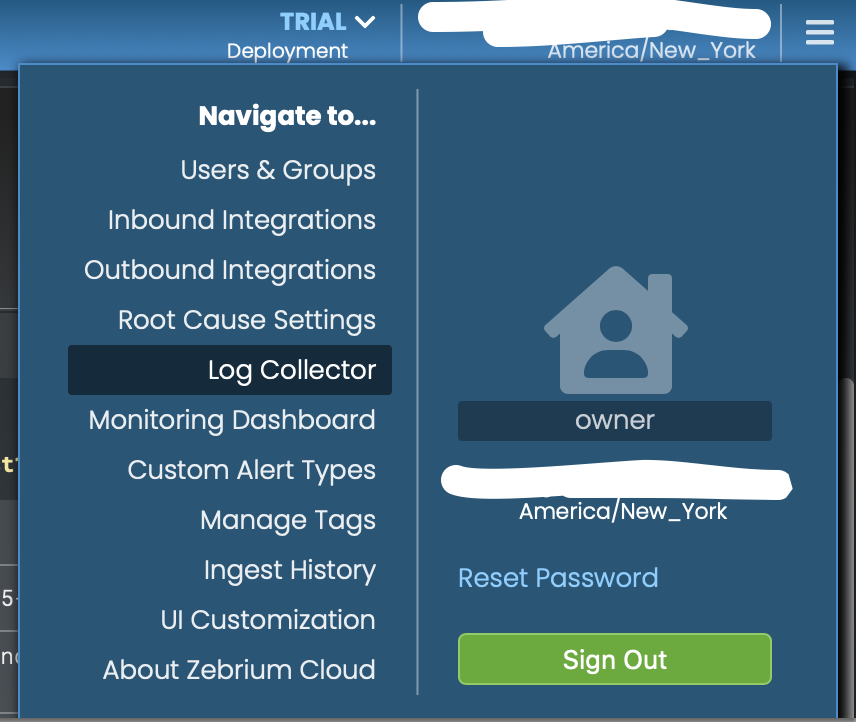 TRIAL
Deployment
America/New_York
Navigate to...
Users & Groups
Inbound Integrations
Outbound Integrations
Root Cause Settings
Log Collector
Monitoring Dashboard
Custom Alert Types
Manage Tags
Ingest History
UI Customization
About Zebrium Cloud
owner
America/New_York
Reset Password
Sign Out